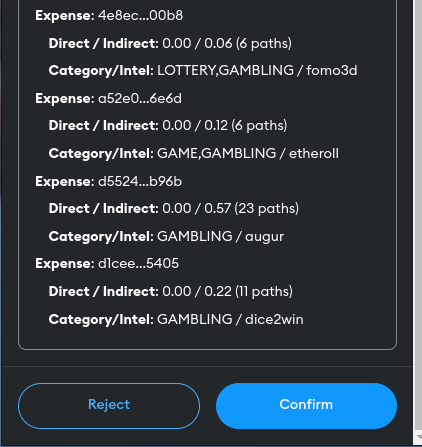 Expense: 4e8ec...00b8
Direct / Indirect: 0.00 / 0.06 (6 paths)
Category/Intel: LOTTERY,GAMBLING / fomo3d
Expense: a52e0...6e6d
Direct / Indirect: 0.00 / 0.12 (6 paths)
Category/Intel: GAME,GAMBLING / etheroll
Expense: d5524...b96b
Direct / Indirect: 0.00 / 0.57 (23 paths)
Category/Intel: GAMBLING / augur
Expense: d1cee...5405
Direct / Indirect: 0.00 / 0.22 (11 paths)
Category/Intel: GAMBLING / dice2win
Reject Confirm